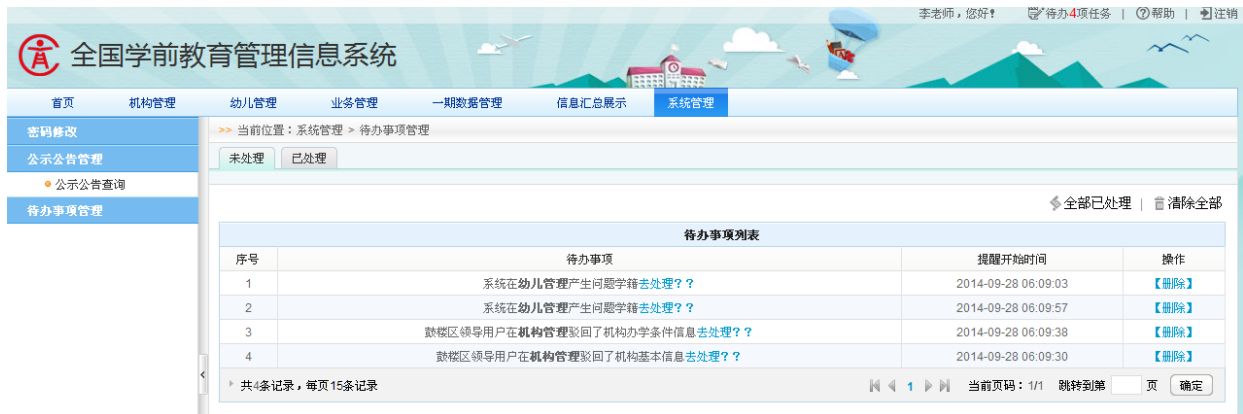 李老师，您好！ 待办4项任务 | 帮助 | 注销
全国学前教育管理信息系统
首页 机构管理 幼儿管理 业务管理 一期数据管理 信息汇总展示 系统管理
密码修改
公示公告管理
公示公告查询
待办事项管理
>> 当前位置：系统管理 > 待办事项管理
未处理 已处理
全部已处理 | 清除全部
待办事项列表
序号 待办事项 提醒开始时间 操作
1 系统在幼儿管理产生问题学籍去处理?? 2014-09-28 06:09:03 【删除】
2 系统在幼儿管理产生问题学籍去处理?? 2014-09-28 06:09:57 【删除】
3 鼓楼区领导用户在机构管理驳回了机构办学条件信息去处理?? 2014-09-28 06:09:38 【删除】
4 鼓楼区领导用户在机构管理驳回了机构基本信息去处理?? 2014-09-28 06:09:30 【删除】
共4条记录，每页15条记录 1 当前页码：1/1 跳转到第 页 确定